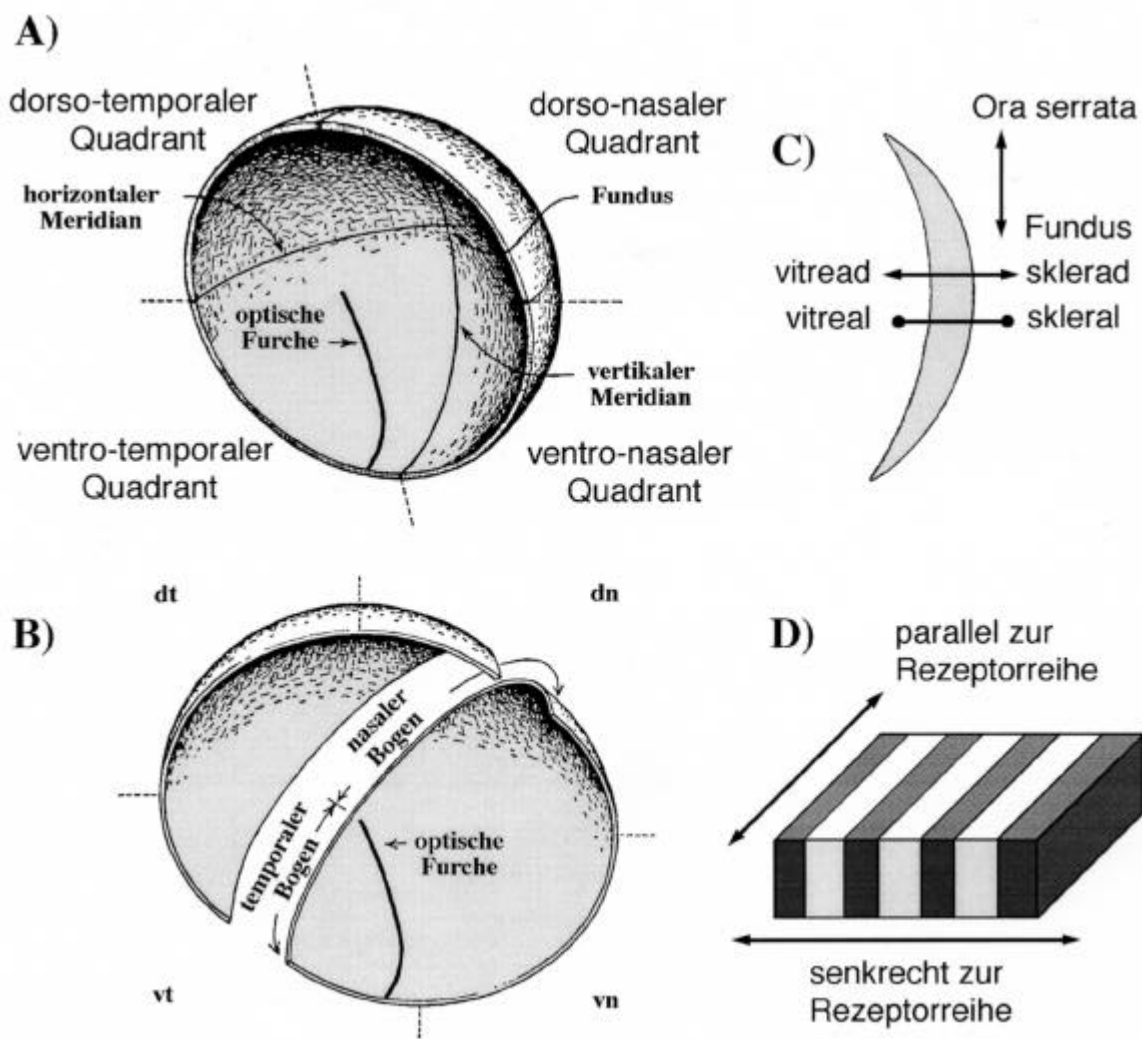 A)
dorso-temporaler
Quadrant
dorso-nasaler
Quadrant
horizontaler
Meridian
Fundus
optische
Furche
vertikaler
Meridian
ventro-temporaler
Quadrant
ventro-nasaler
Quadrant
C)
Ora serrata
Fundus
vitread
sklerad
vitreal
skleral
B)
dt
dn
nasaler
Bogen
temporaler
Bogen
optische
Furche
vt
vn
D)
parallel zur
Rezeptorreihe
senkrecht zur
Rezeptorreihe